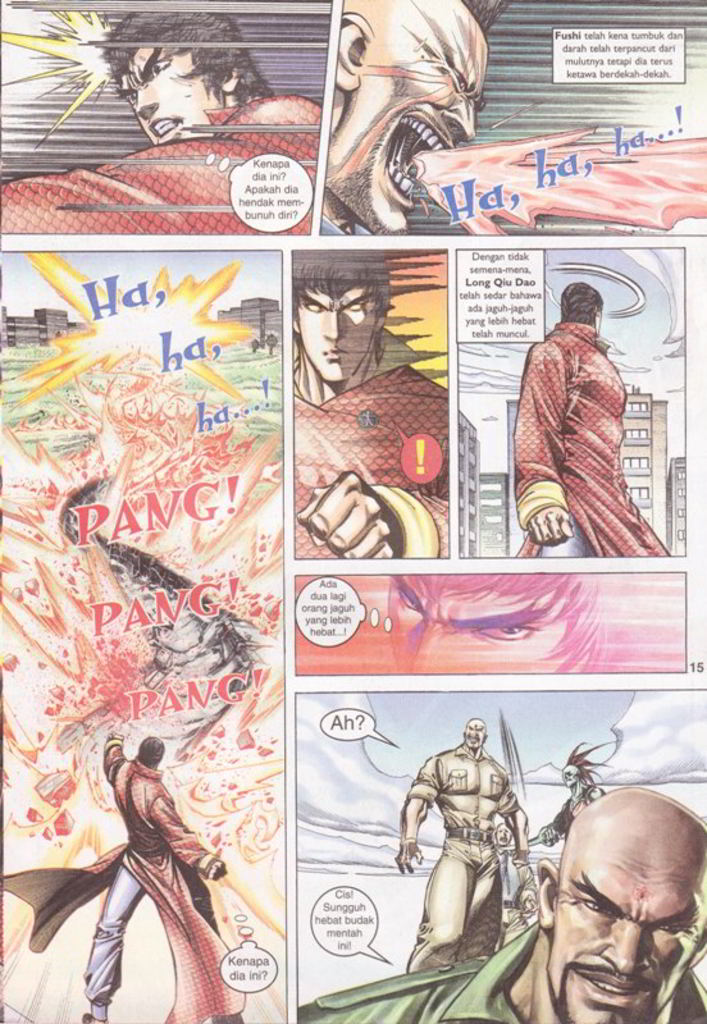 Kenapa
dia ini?
Apakah dia
hendak mem-
bunuh diri?
Fushi telah kena tumbuk dan
darah telah terpancut dari
mulutnya tetapi dia terus
ketawa berdekah-dekah.
Ha, ha, ha...!
Ha,
ha,
ha...!
PANG!
PANG!
PANG!
Kenapa
dia ini?
!
Dengan tidak
semena-mena,
Long Qiu Dao
telah sedar bahawa
ada jaguh-jaguh
yang lebih hebat
telah muncul.
Ada
dua lagi
orang jaguh
yang lebih
hebat...!
15
Ah?
Cis!
Sungguh
hebat budak
mentah
ini!